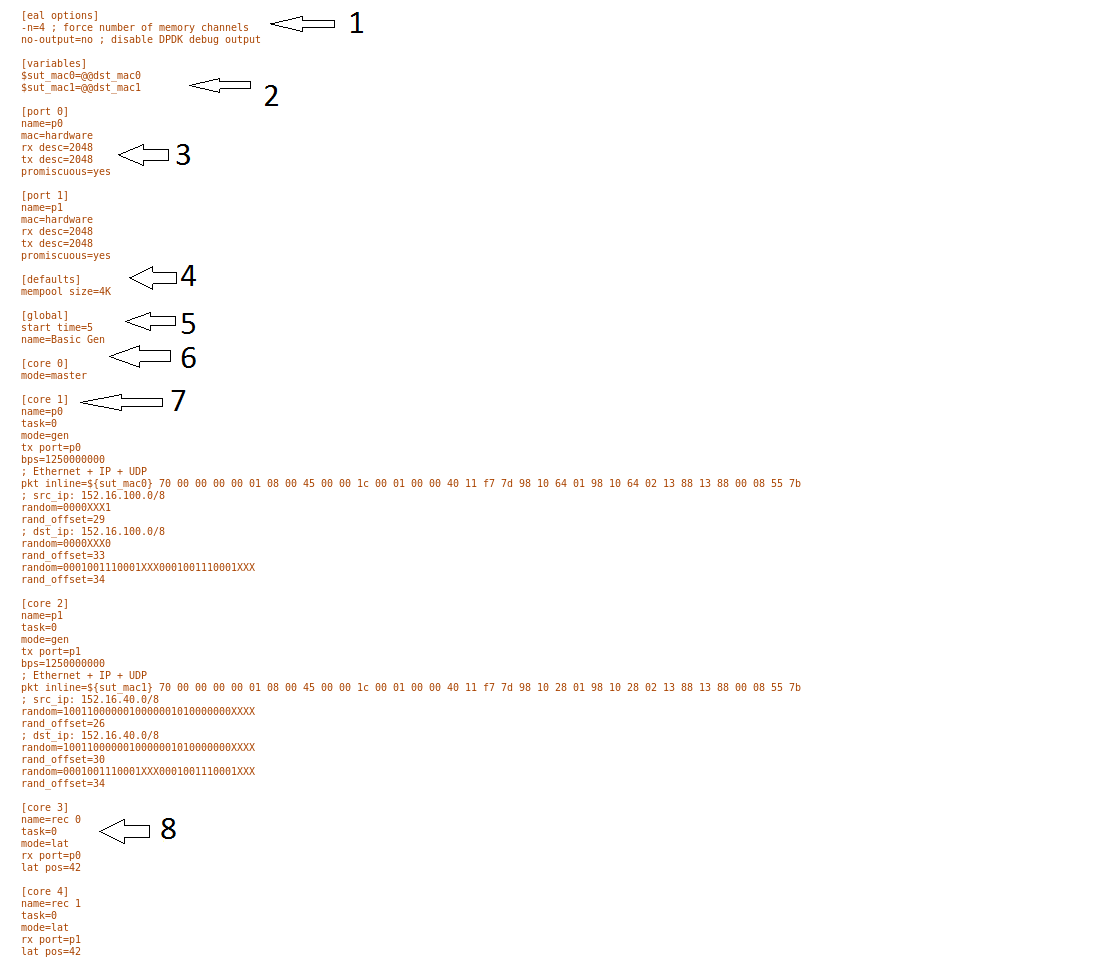 [eal options]
-n=4 ; force number of memory channels
1
no-output=no ; disable DPDK debug output
[variables]
$sut_mac0=@@dst_mac0
$sut_mac1=@@dst_mac1
2
[port 0]
name=p0
mac=hardware
rx desc=2048
tx desc=2048
3
promiscuous=yes
[port 1]
name=p1
mac=hardware
rx desc=2048
tx desc=2048
promiscuous=yes
[defaults]
4
mempool size=4K
[global]
start time=5
5
name=Basic Gen
6
[core 0]
mode=master
[core 1]
7
name=p0
task=0
mode=gen
tx port=p0
bps=1250000000
; Ethernet + IP + UDP
pkt inline=${sut_mac0} 70 00 00 00 00 01 08 00 45 00 00 1c 00 01 00 00 40 11 f7 7d 98 10 64 01 98 10 64 02 13 88 13 88 00 08 55 7b
; src_ip: 152.16.100.0/8
random=0000XXX1
rand_offset=29
; dst_ip: 152.16.100.0/8
random=0000XXX0
rand_offset=33
random=0001001110001XXX0001001110001XXX
rand_offset=34
[core 2]
name=p1
task=0
mode=gen
tx port=p1
bps=1250000000
; Ethernet + IP + UDP
pkt inline=${sut_mac1} 70 00 00 00 00 01 08 00 45 00 00 1c 00 01 00 00 40 11 f7 7d 98 10 28 01 98 10 28 02 13 88 13 88 00 08 55 7b
; src_ip: 152.16.40.0/8
random=1001100000010000001010000000XXXX
rand_offset=26
; dst_ip: 152.16.40.0/8
random=1001100000010000001010000000XXXX
rand_offset=30
random=0001001110001XXX0001001110001XXX
rand_offset=34
[core 3]
name=rec 0
task=0
8
mode=lat
rx port=p0
lat pos=42
[core 4]
name=rec 1
task=0
mode=lat
rx port=p1
lat pos=42